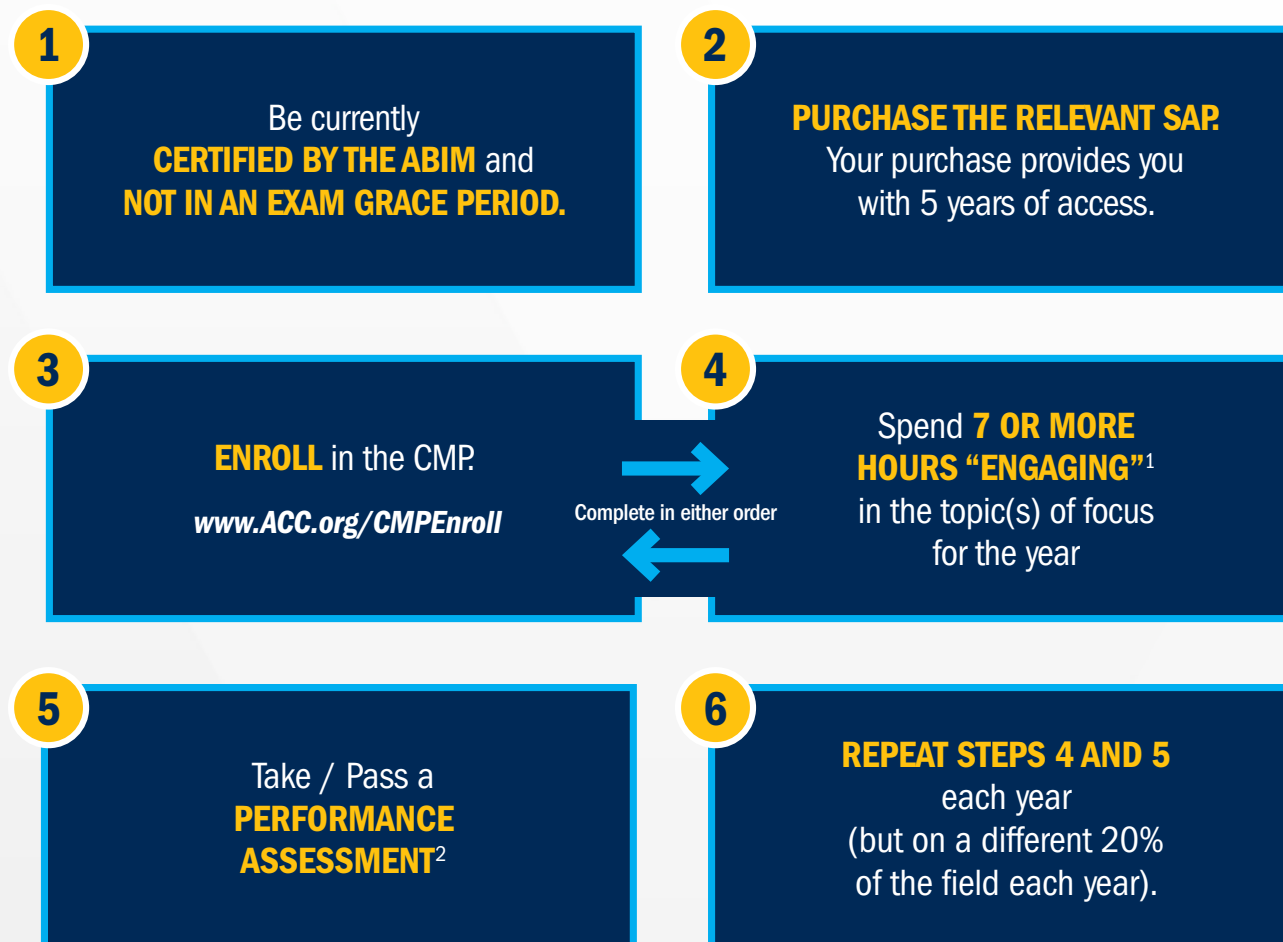 1
Be currently
CERTIFIED BY THE ABIM and
NOT IN AN EXAM GRACE PERIOD.
2
PURCHASE THE RELEVANT SAP.
Your purchase provides you
with 5 years of access.
3
ENROLL in the CMP.
www.ACC.org/CMPEnroll
Complete in either order
4
Spend 7 OR MORE
HOURS “ENGAGING”1
in the topic(s) of focus
for the year
5
Take / Pass a
PERFORMANCE
ASSESSMENT2
6
REPEAT STEPS 4 AND 5
each year
(but on a different 20%
of the field each year).